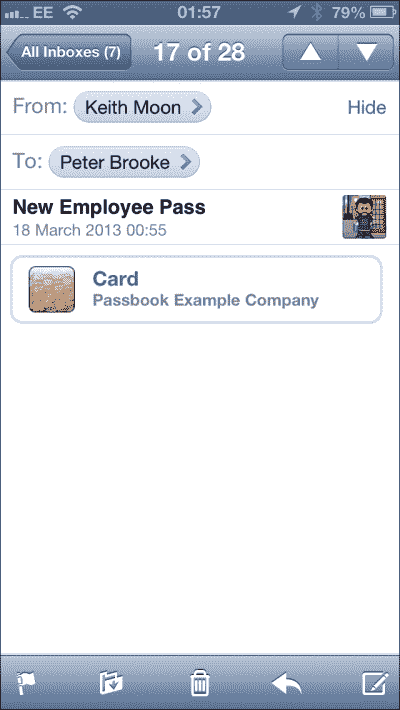 EE 01:57 79%
All Inboxes (7) 17 of 28
From: Keith Moon Hide
To: Peter Brooke
New Employee Pass
18 March 2013 00:55
Card
Passbook Example Company